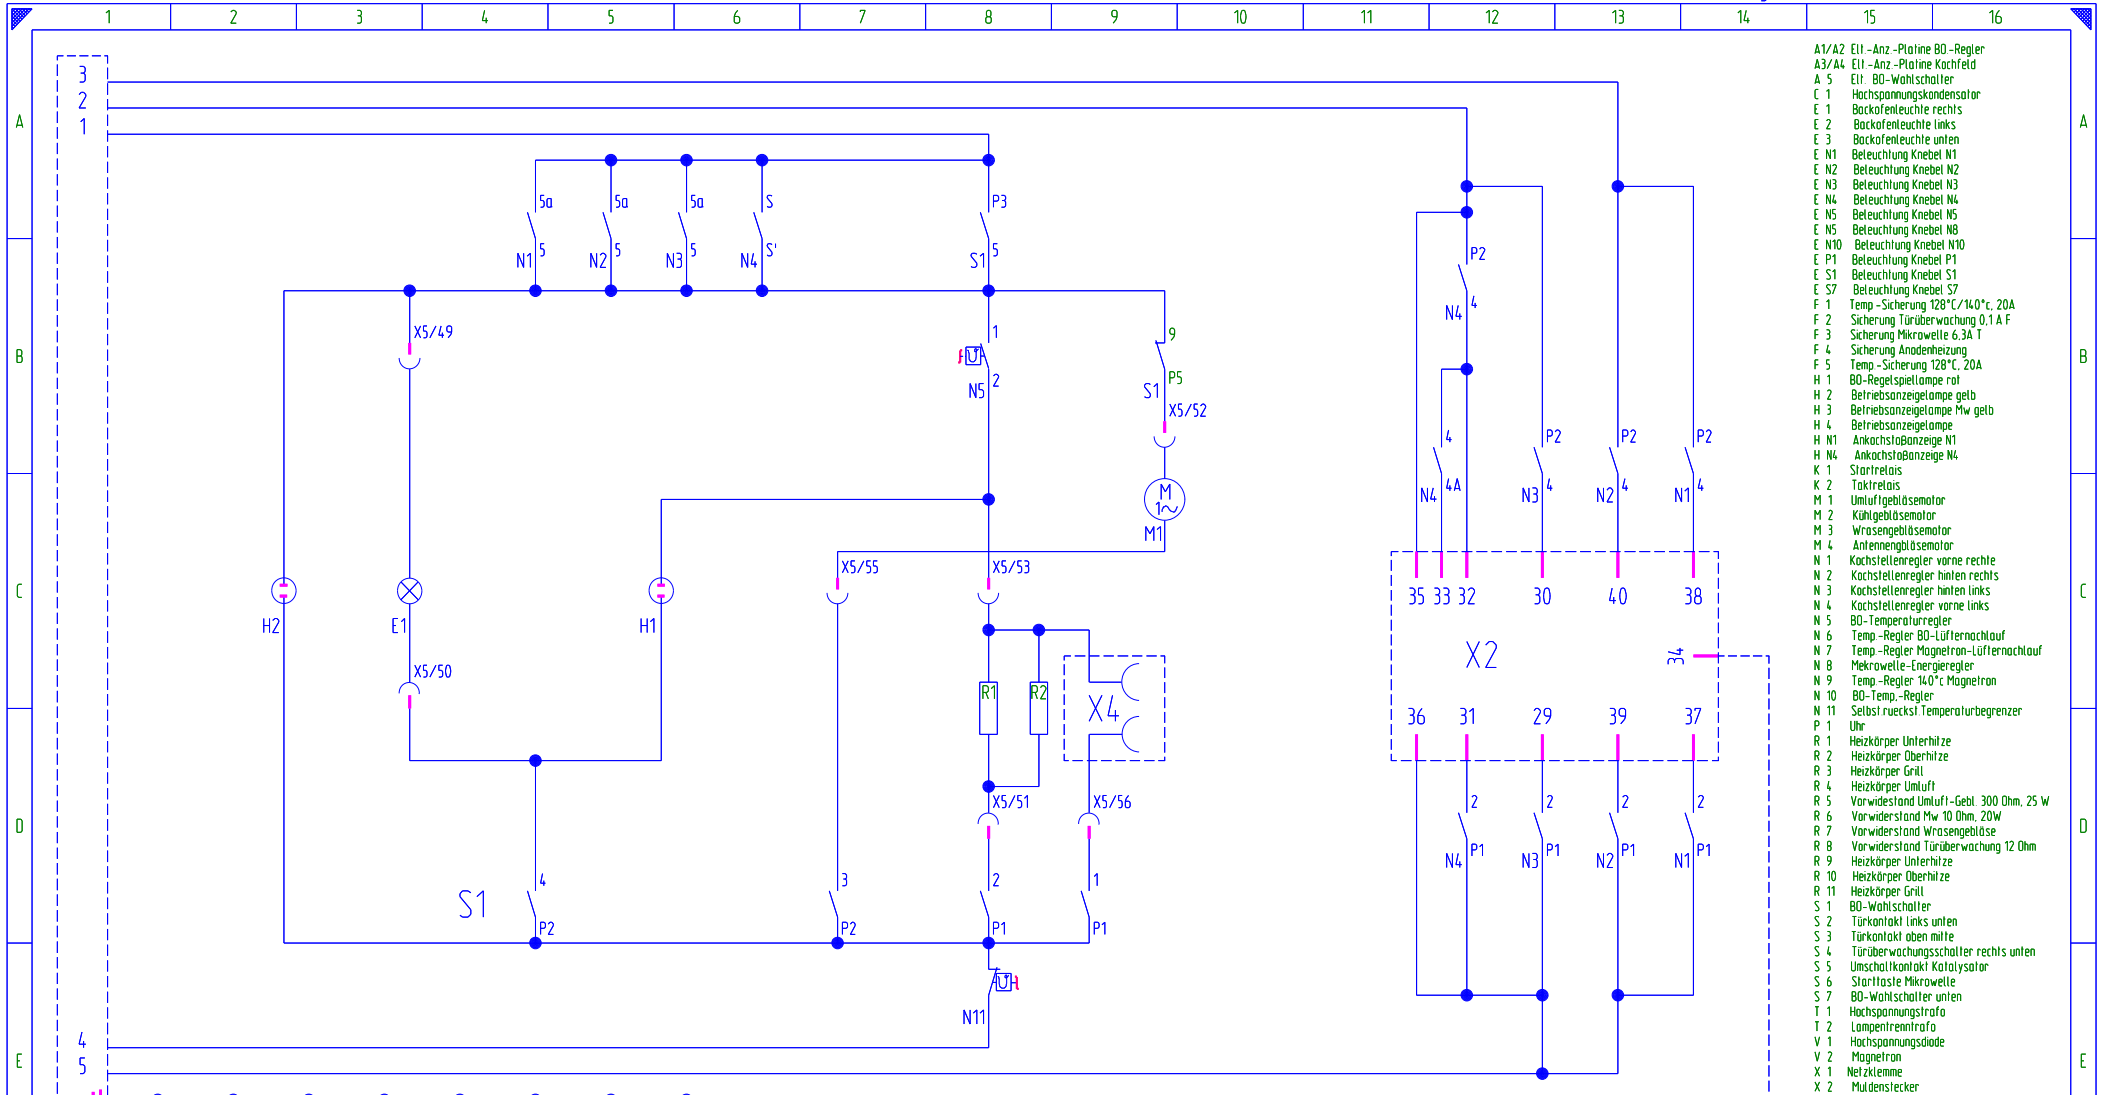 1 2 3 4 5 6 7 8 9 10 11 12 13 14 15 16
A A
B B
C C
D D
E E
3
2
1
5a 5a 5a S P3
5 5 5 S' 5
N1 N2 N3 N4 S1
P2
4
N4
X5/49
1
2
N5
9
P5
S1
X5/52
4 P2 P2 P2
N4 4A N3 4 N2 4 N1 4
M
1~
M1
X5/55 X5/53
H2 E1 H1
35 33 32 30 40 38
X2
34
X5/50
R1 R2
X4
36 31 29 39 37
X5/51 X5/56
2 2 2 2
N4 P1 N3 P1 N2 P1 N1 P1
S1
4 3 2 1
P2 P2 P1 P1
N11
4
5
A1/A2 Elt.-Anz.-Platine BO.-Regler
A3/A4 Elt.-Anz.-Platine Kochfeld
A 5 Elt. BO-Wahlschalter
C 1 Hochspannungskondensator
E 1 Backofenleuchte rechts
E 2 Backofenleuchte links
E 3 Backofenleuchte unten
E N1 Beleuchtung Knebel N1
E N2 Beleuchtung Knebel N2
E N3 Beleuchtung Knebel N3
E N4 Beleuchtung Knebel N4
E N5 Beleuchtung Knebel N5
E N5 Beleuchtung Knebel N8
E N10 Beleuchtung Knebel N10
E P1 Beleuchtung Knebel P1
E S1 Beleuchtung Knebel S1
E S7 Beleuchtung Knebel S7
F 1 Temp.-Sicherung 128°C/140°c, 20A
F 2 Sicherung Türüberwachung 0,1 A F
F 3 Sicherung Mikrowelle 6,3A T
F 4 Sicherung Anodenheizung
F 5 Temp.-Sicherung 128°C, 20A
H 1 BO-Regelspiellampe rot
H 2 Betriebsanzeigelampe gelb
H 3 Betriebsanzeigelampe Mw gelb
H 4 Betriebsanzeigelampe
H N1 Ankochstoßanzeige N1
H N4 Ankochstoßanzeige N4
K 1 Startrelais
K 2 Taktrelais
M 1 Umluftgebläsemotor
M 2 Kühlgebläsemotor
M 3 Wrasengebläsemotor
M 4 Antennengbläsemotor
N 1 Kochstellenregler vorne rechte
N 2 Kochstellenregler hinten rechts
N 3 Kochstellenregler hinten links
N 4 Kochstellenregler vorne links
N 5 BO-Temperaturregler
N 6 Temp.-Regler BO-Lüfternachlauf
N 7 Temp.-Regler Magnetron-Lüfternachlauf
N 8 Mekrowelle-Energieregler
N 9 Temp.-Regler 140°c Magnetron
N 10 BO-Temp,-Regler
N 11 Selbst rueckst.Temperaturbegrenzer
P 1 Uhr
R 1 Heizkörper Unterhitze
R 2 Heizkörper Oberhitze
R 3 Heizkörper Grill
R 4 Heizkörper Umluft
R 5 Vorwidestand Umluft-Gebl. 300 Ohm, 25 W
R 6 Vorwiderstand Mw 10 Ohm, 20W
R 7 Vorwiderstand Wrasengebläse
R 8 Vorwiderstand Türüberwachung 12 Ohm
R 9 Heizkörper Unterhitze
R 10 Heizkörper Oberhitze
R 11 Heizkörper Grill
S 1 BO-Wahlschalter
S 2 Türkontakt links unten
S 3 Türkontakt oben mitte
S 4 Türüberwachungsschalter rechts unten
S 5 Umschaltkontakt Katalysator
S 6 Starttaste Mikrowelle
S 7 BO-Wahlschalter unten
T 1 Hochspannungstrafo
T 2 Lampentrenntrafo
V 1 Hochspannungsdiode
V 2 Magnetron
X 1 Netzklemme
X 2 Muldenstecker